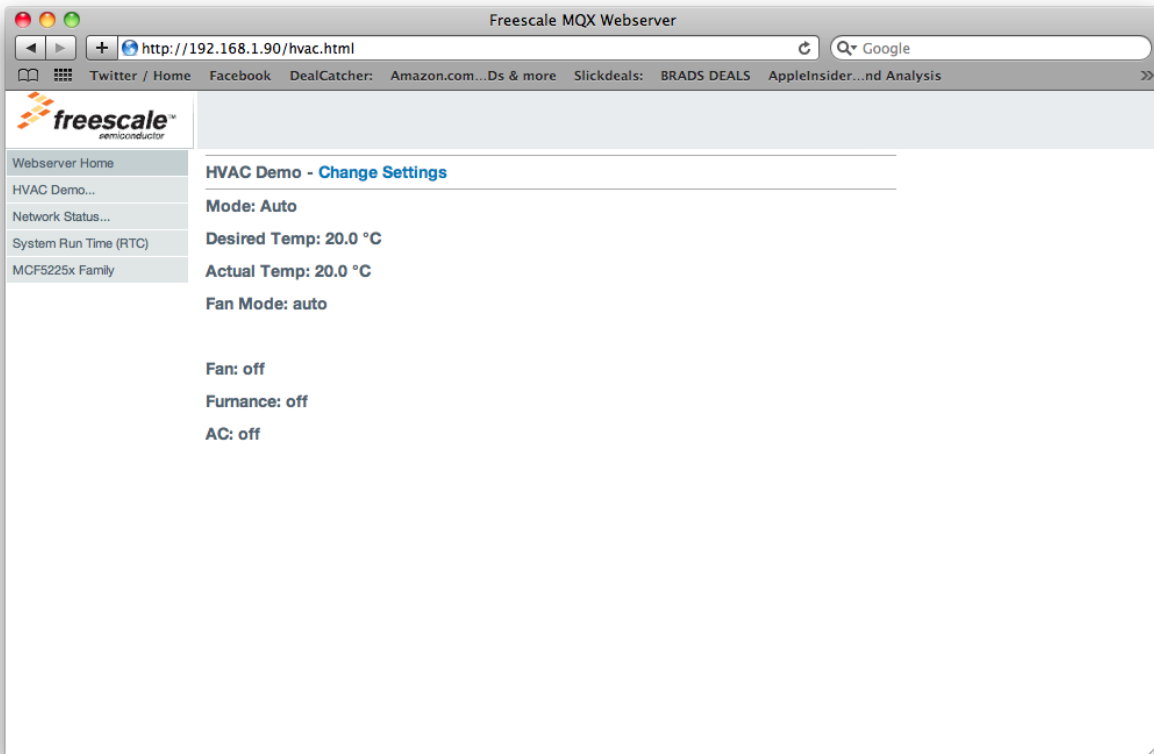 Freescale MQX Webserver
http://192.168.1.90/hvac.html
Google
Twitter / Home Facebook DealCatcher: Amazon.com...Ds & more Slickdeals: BRADS DEALS AppleInsider...nd Analysis
freescale™
semiconductor
Webserver Home
HVAC Demo...
Network Status...
System Run Time (RTC)
MCF5225x Family
HVAC Demo - Change Settings
Mode: Auto
Desired Temp: 20.0 °C
Actual Temp: 20.0 °C
Fan Mode: auto
Fan: off
Furnance: off
AC: off